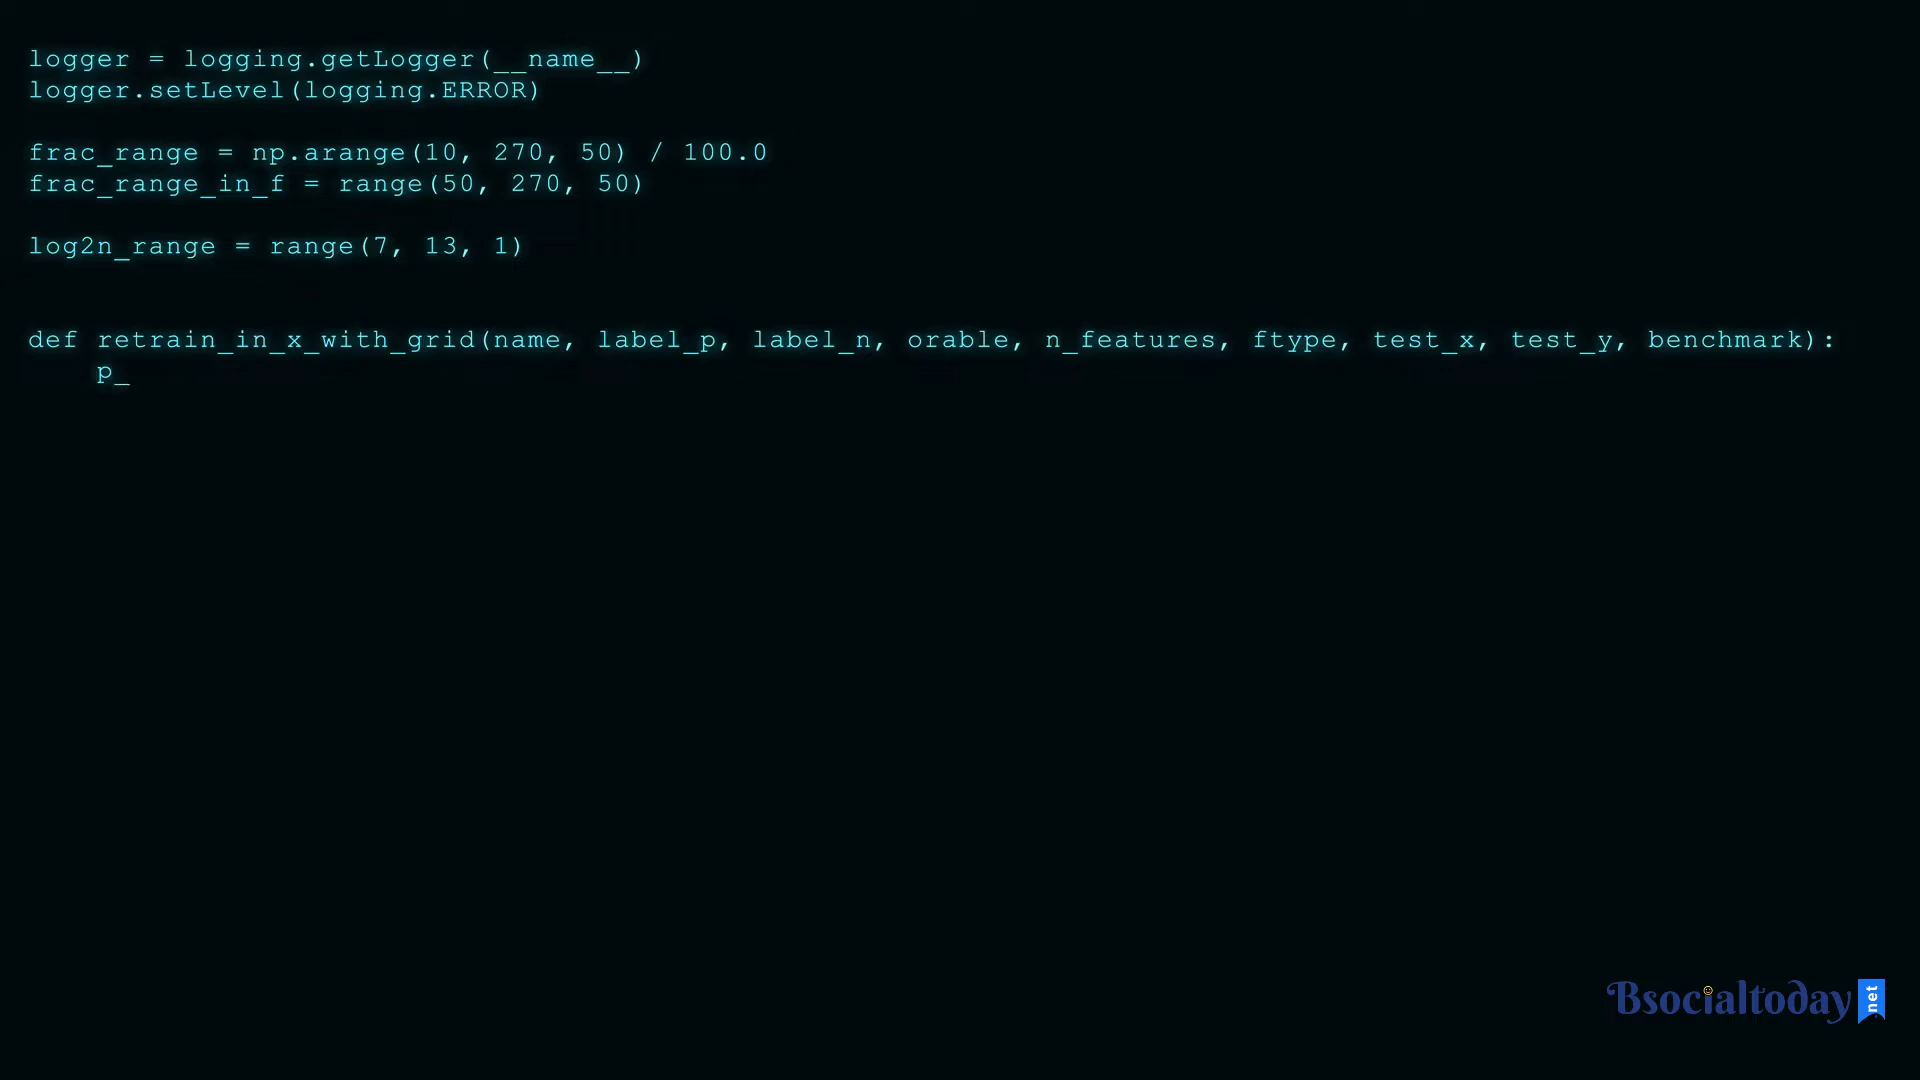 logger = logging.getLogger(__name__)
logger.setLevel(logging.ERROR)
frac_range = np.arange(10, 270, 50) / 100.0
frac_range_in_f = range(50, 270, 50)
log2n_range = range(7, 13, 1)
def retrain_in_x_with_grid(name, label_p, label_n, orable, n_features, ftype, test_x, test_y, benchmark):
    p_
Bsocialtoday net